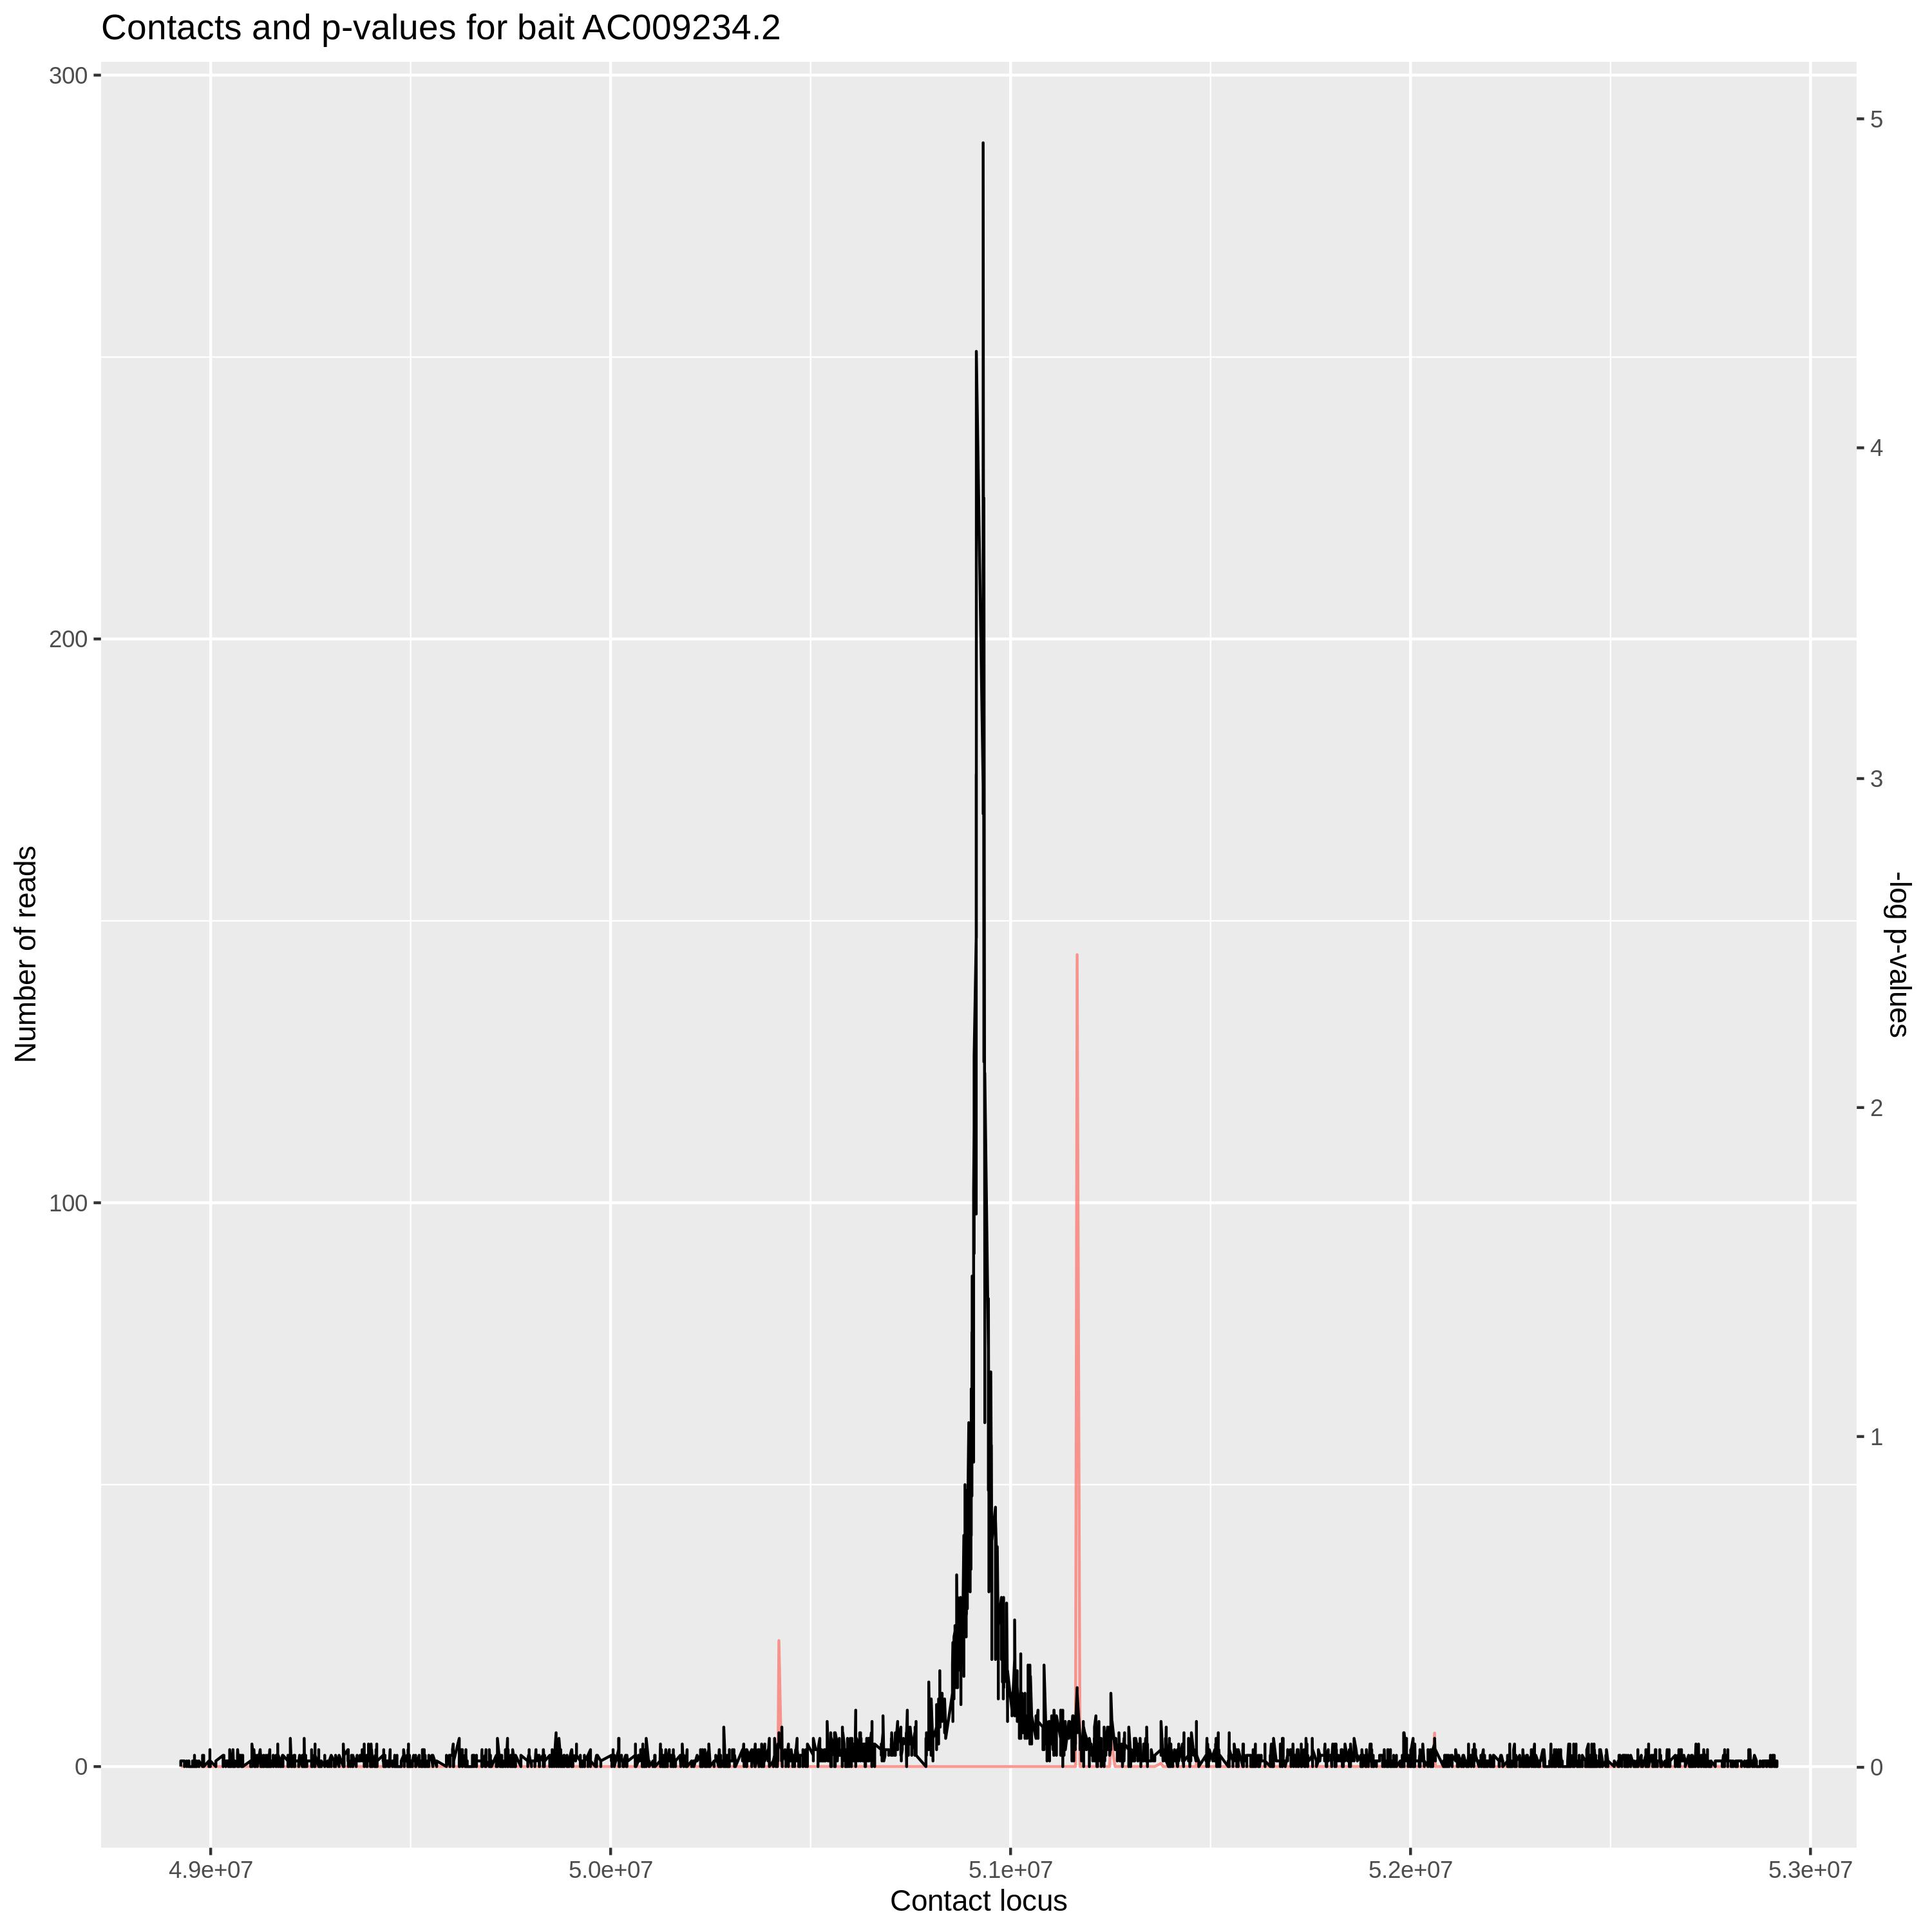 Contacts and p-values for bait AC009234.2
300
200
100
0
Number of reads
5
4
3
2
1
0
-log p-values
4.9e+07
5.0e+07
5.1e+07
5.2e+07
5.3e+07
Contact locus